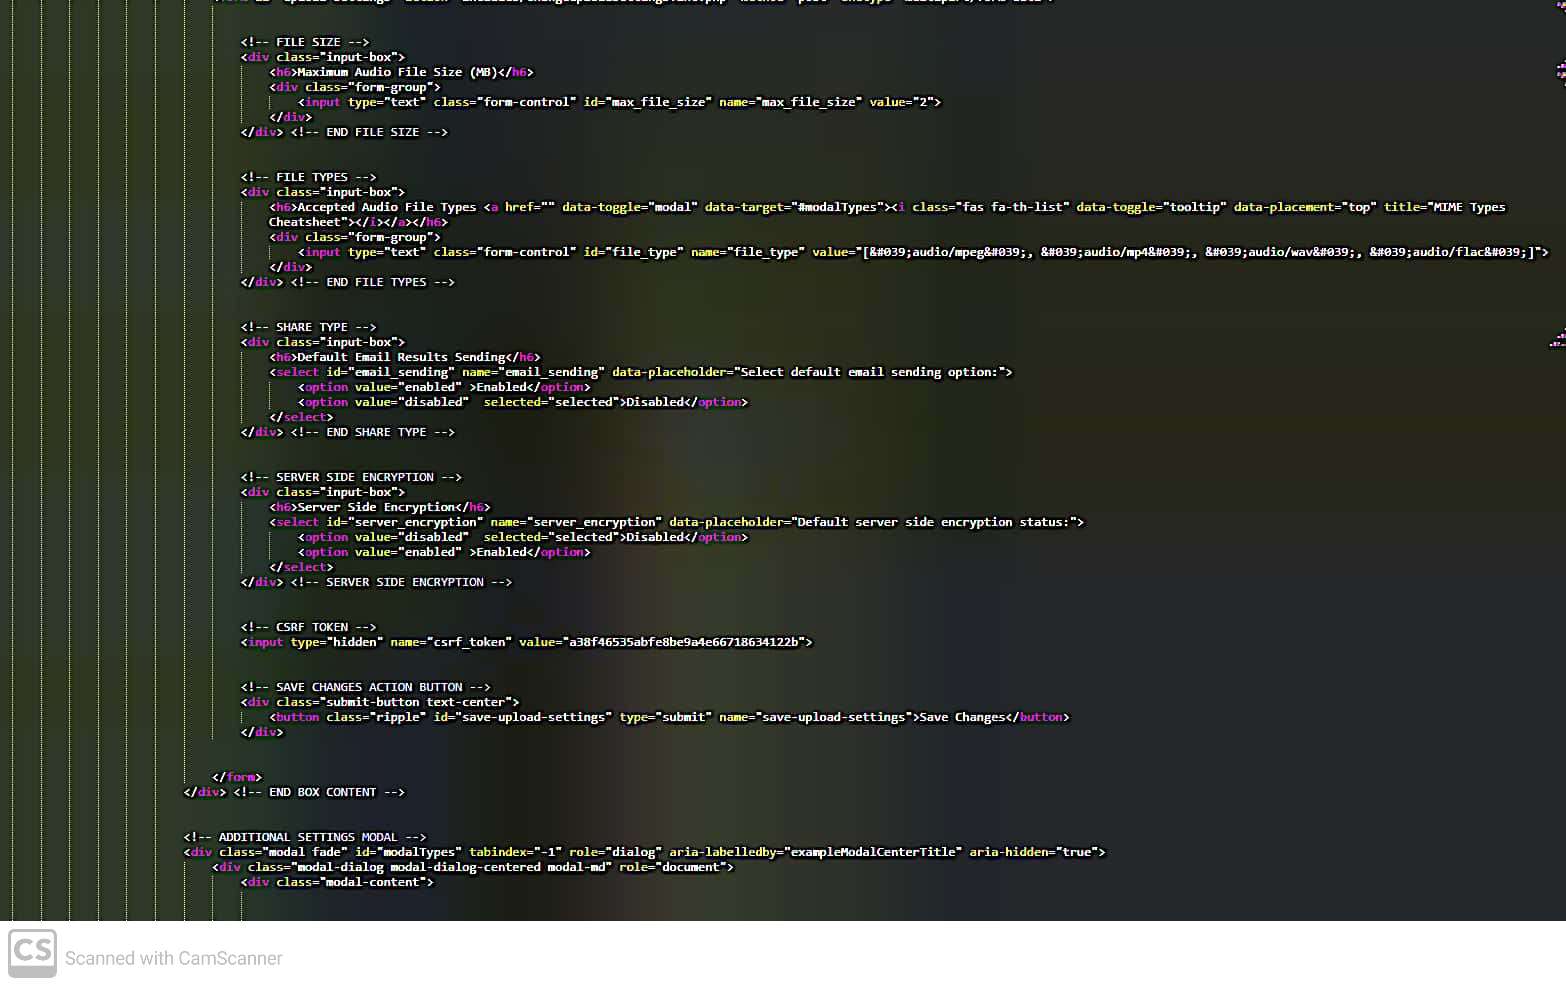 <!-- FILE SIZE -->
<div class="input-box">
<h6>Maximum Audio File Size (MB)</h6>
<div class="form-group">
<input type="text" class="form-control" id="max_file_size" name="max_file_size" value="2">
</div>
</div> <!-- END FILE SIZE -->
<!-- FILE TYPES -->
<div class="input-box">
<h6>Accepted Audio File Types <a href="" data-toggle="modal" data-target="#modalTypes"><i class="fas fa-th-list" data-toggle="tooltip" data-placement="top" title="MIME Types
Cheatsheet"></i></a></h6>
<div class="form-group">
<input type="text" class="form-control" id="file_type" name="file_type" value="[&#039;audio/mpeg&#039;, &#039;audio/mp4&#039;, &#039;audio/wav&#039;, &#039;audio/flac&#039;]">
</div>
</div> <!-- END FILE TYPES -->
<!-- SHARE TYPE -->
<div class="input-box">
<h6>Default Email Results Sending</h6>
<select id="email_sending" name="email_sending" data-placeholder="Select default email sending option:">
<option value="enabled" >Enabled</option>
<option value="disabled"  selected="selected">Disabled</option>
</select>
</div> <!-- END SHARE TYPE -->
<!-- SERVER SIDE ENCRYPTION -->
<div class="input-box">
<h6>Server Side Encryption</h6>
<select id="server_encryption" name="server_encryption" data-placeholder="Default server side encryption status:">
<option value="disabled"  selected="selected">Disabled</option>
<option value="enabled" >Enabled</option>
</select>
</div> <!-- SERVER SIDE ENCRYPTION -->
<!-- CSRF TOKEN -->
<input type="hidden" name="csrf_token" value="a38f46535abfe8be9a4e66718634122b">
<!-- SAVE CHANGES ACTION BUTTON -->
<div class="submit-button text-center">
<button class="ripple" id="save-upload-settings" type="submit" name="save-upload-settings">Save Changes</button>
</div>
</form>
</div> <!-- END BOX CONTENT -->
<!-- ADDITIONAL SETTINGS MODAL -->
<div class="modal fade" id="modalTypes" tabindex="-1" role="dialog" aria-labelledby="exampleModalCenterTitle" aria-hidden="true">
<div class="modal-dialog modal-dialog-centered modal-md" role="document">
<div class="modal-content">
CS Scanned with CamScanner